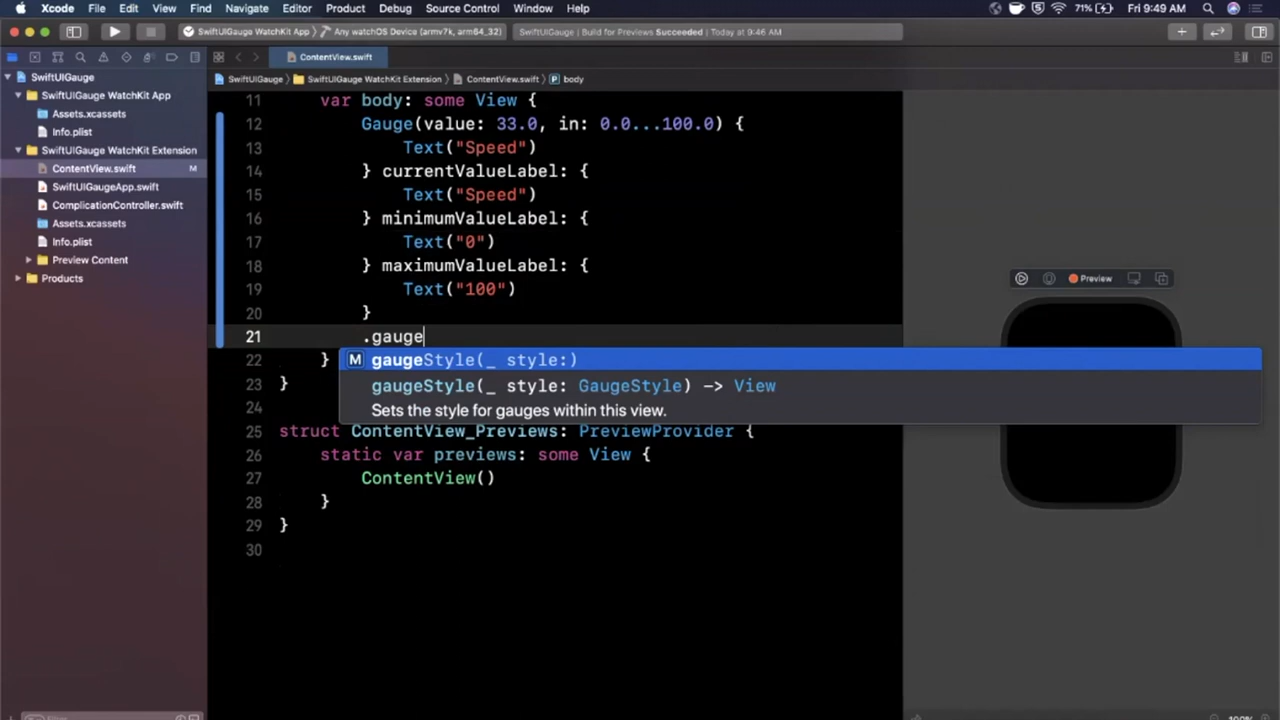 Xcode File Edit View Find Navigate Editor Product Debug Source Control Window Help 71% Fri 9:49 AM
SwiftUIGauge WatchKit App Any watchOS Device (armv7k, arm64_32) SwiftUIGauge | Build for Previews Succeeded | Today at 9:46 AM
ContentView.swift
SwiftUIGauge
SwiftUIGauge WatchKit Extension ContentView.swift P body
SwiftUIGauge WatchKit App
Assets.xcassets
Info.plist
SwiftUIGauge WatchKit Extension
ContentView.swift M
SwiftUIGaugeApp.swift
ComplicationController.swift
Assets.xcassets
Info.plist
Preview Content
Products
SwiftUIGauge
11 var body: some View {
12 Gauge(value: 33.0, in: 0.0...100.0) {
13 Text("Speed")
14 } currentValueLabel: {
15 Text("Speed")
16 } minimumValueLabel: {
17 Text("0")
18 } maximumValueLabel: {
19 Text("100")
20 }
21 .gauge
M gaugeStyle(_ style:)
gaugeStyle(_ style: GaugeStyle) -> View
Sets the style for gauges within this view.
22 }
23 }
24
25 struct ContentView_Previews: PreviewProvider {
26 static var previews: some View {
27 ContentView()
28 }
29 }
30
Preview